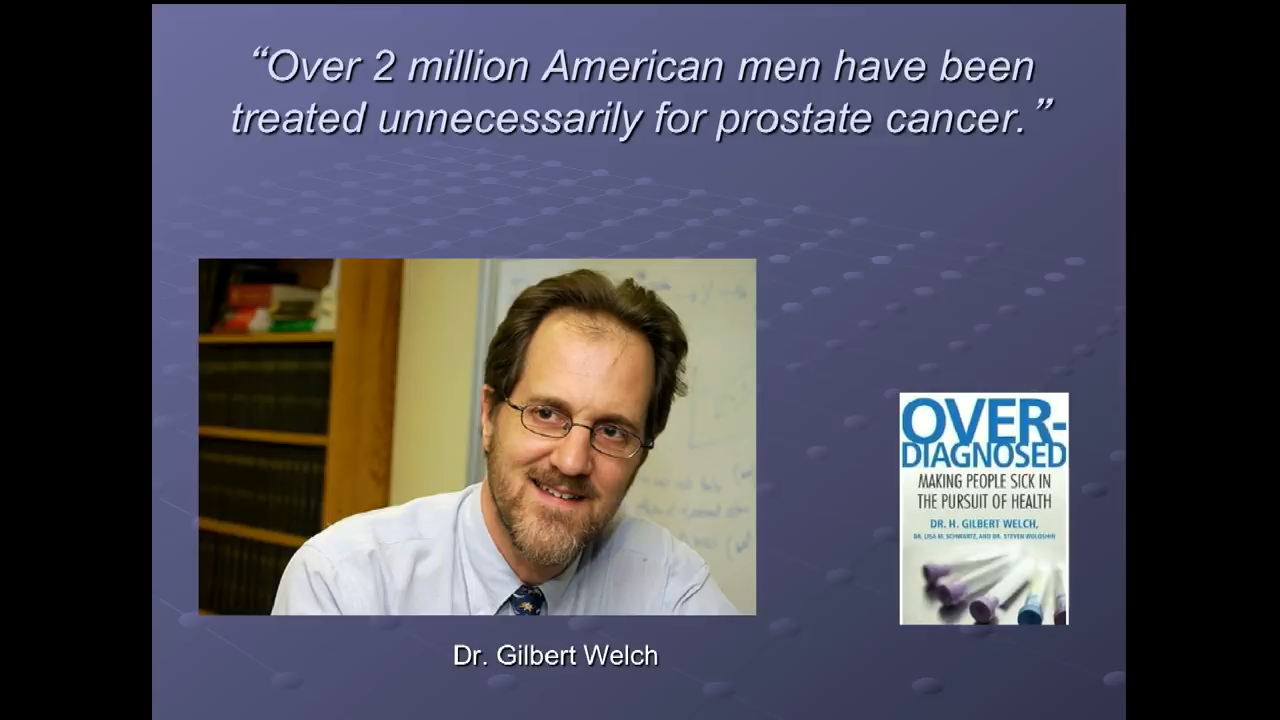 “Over 2 million American men have been
treated unnecessarily for prostate cancer.”
OVER-
DIAGNOSED
MAKING PEOPLE SICK IN
THE PURSUIT OF HEALTH
DR. H. GILBERT WELCH,
DR. LISA M. SCHWARTZ, AND DR. STEVEN WOLOSHIN
Dr. Gilbert Welch